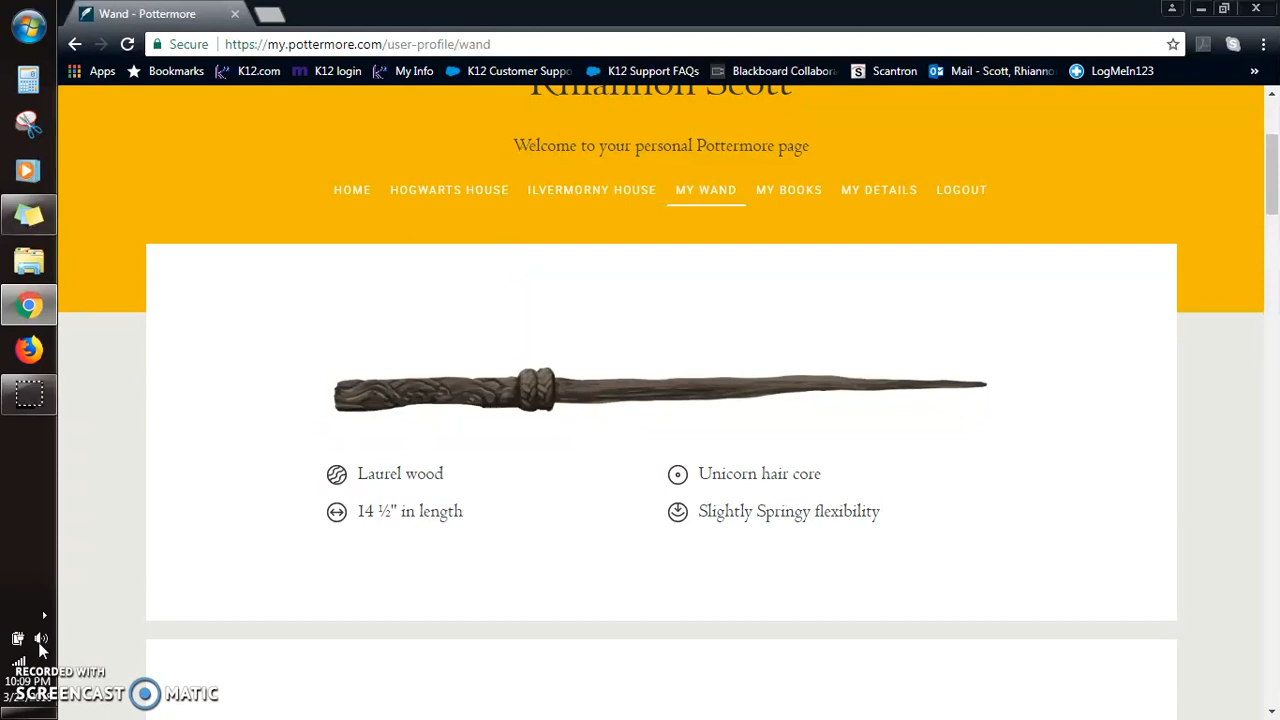 Wand - Pottermore
Secure https://my.pottermore.com/user-profile/wand
Apps Bookmarks K12.com K12 login My Info K12 Customer Suppo K12 Support FAQs Blackboard Collabora Scantron Mail - Scott, Rhianno LogMeIn123 »
Rhiannon Scott
Welcome to your personal Pottermore page
HOME HOGWARTS HOUSE ILVERMORNY HOUSE MY WAND MY BOOKS MY DETAILS LOGOUT
Laurel wood Unicorn hair core
14 ½" in length Slightly Springy flexibility
RECORDED WITH
10:09 PM
SCREENCAST MATIC